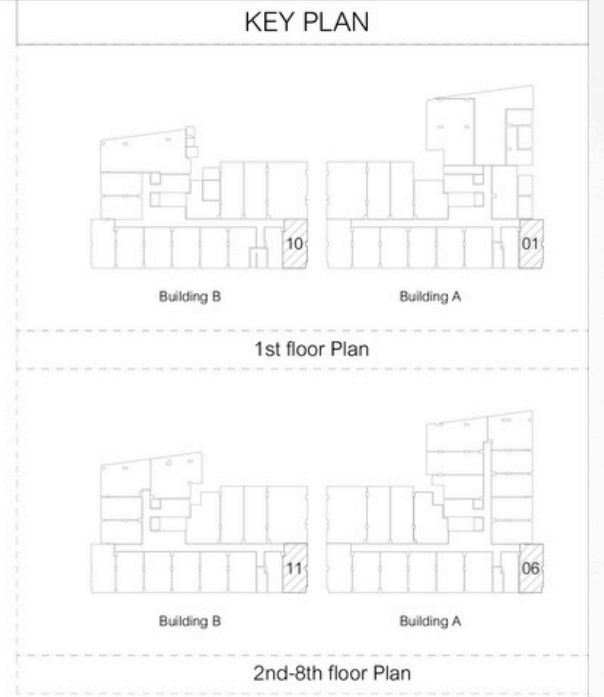 KEY PLAN
10
01
Building B
Building A
1st floor Plan
11
06
Building B
Building A
2nd-8th floor Plan